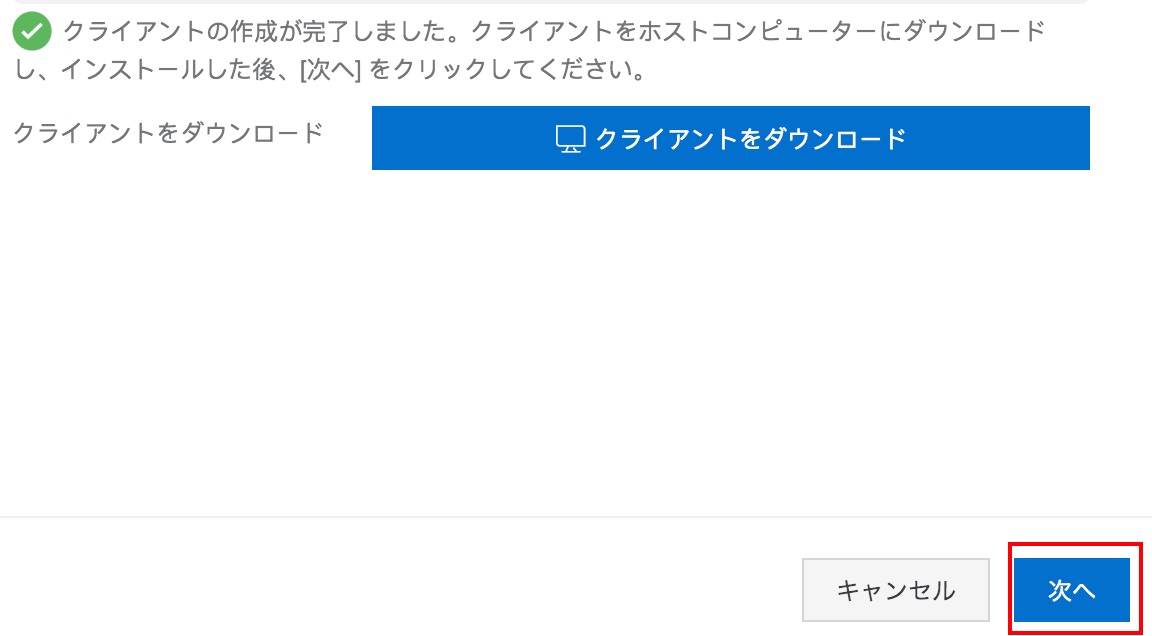 クライアントの作成が完了しました。クライアントをホストコンピューターにダウンロード
し、インストールした後、[次へ] をクリックしてください。
クライアントをダウンロード
クライアントをダウンロード
キャンセル
次へ